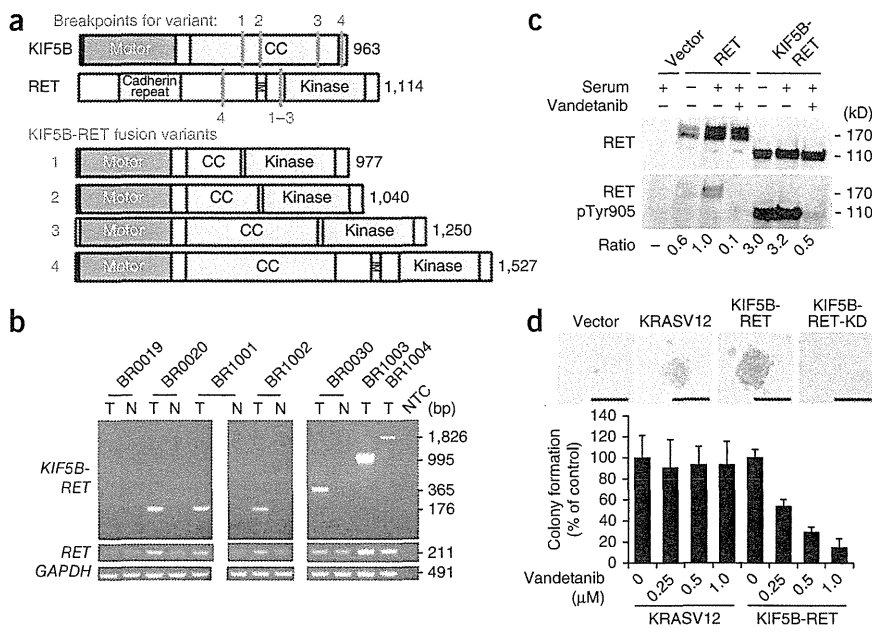 a
Breakpoints for variant: 1 2 3 4
KIF5B Motor CC 963
RET Cadherin repeat TM Kinase 1,114
4 1–3
KIF5B-RET fusion variants
1 Motor CC Kinase 977
2 Motor CC Kinase 1,040
3 Motor CC Kinase 1,250
4 Motor CC Kinase 1,527
b
BR0019 BR0020 BR1001 BR1002 BR0030 BR1003 BR1004 NTC
T N T N T N T N T N T T (bp)
KIF5B-RET
1,826
995
365
176
RET 211
GAPDH 491
c
Vector RET KIF5B-RET
Serum + – + + – + +
Vandetanib – – – + – – +
(kD)
RET 170
110
RET pTyr905 170
110
Ratio – 0.6 1.0 0.1 3.0 3.2 0.5
d
Vector KRASV12 KIF5B-RET KIF5B-RET-KD
Colony formation (% of control)
140
120
100
80
60
40
20
0
Vandetanib (μM) 0 0.25 0.5 1.0 0 0.25 0.5 1.0
KRASV12 KIF5B-RET